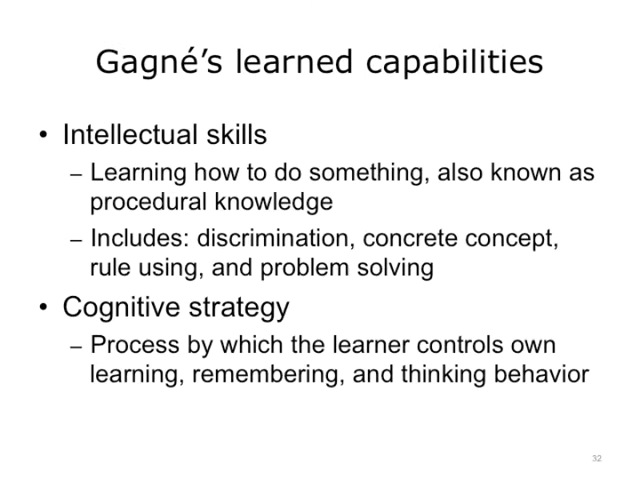 Gagné’s learned capabilities
• Intellectual skills
– Learning how to do something, also known as
procedural knowledge
– Includes: discrimination, concrete concept,
rule using, and problem solving
• Cognitive strategy
– Process by which the learner controls own
learning, remembering, and thinking behavior
32